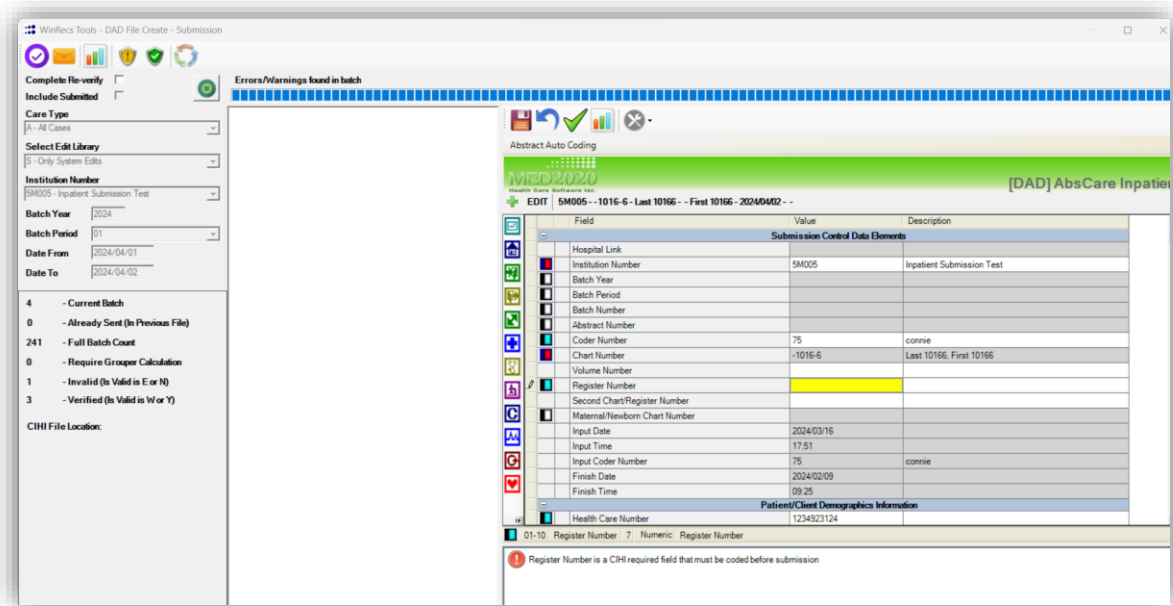 WinRecs Tools - DAD File Create - Submission
Complete Re-verify
Include Submitted
Care Type
A - All Cases
Select Edit Library
S - Only System Edits
Institution Number
5M005 - Inpatient Submission Test
Batch Year 2024
Batch Period 01
Date From 2024/04/01
Date To 2024/04/02
4 - Current Batch
0 - Already Sent (In Previous File)
241 - Full Batch Count
0 - Require Grouper Calculation
1 - Invalid (Is Valid is E or N)
3 - Verified (Is Valid is W or Y)
CIHI File Location:
Errors/Warnings found in batch
Abstract Auto Coding
MED2020
Health Care Software Inc.
[DAD] AbsCare Inpatie
EDIT 5M005 - -1016-6 - Last 10166 - - First 10166 - 2024/04/02 - -
Field Value Description
Submission Control Data Elements
Hospital Link
Institution Number 5M005 Inpatient Submission Test
Batch Year
Batch Period
Batch Number
Abstract Number
Coder Number 75 connie
Chart Number -1016-6 Last 10166, First 10166
Volume Number
Register Number
Second Chart/Register Number
Maternal/Newborn Chart Number
Input Date 2024/03/16
Input Time 17:51
Input Coder Number 75 connie
Finish Date 2024/02/09
Finish Time 09:25
Patient/Client Demographics Information
Health Care Number 1234923124
01-10 Register Number 7 Numeric Register Number
Register Number is a CIHI required field that must be coded before submission